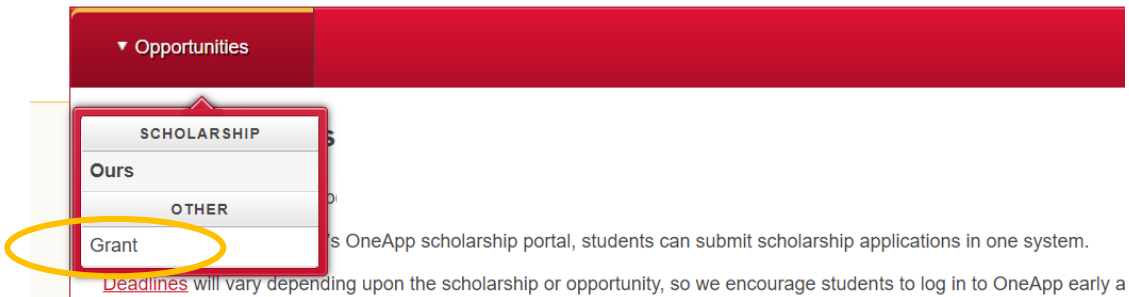 Opportunities
SCHOLARSHIP
Ours
OTHER
Grant
's OneApp scholarship portal, students can submit scholarship applications in one system.
Deadlines will vary depending upon the scholarship or opportunity, so we encourage students to log in to OneApp early a